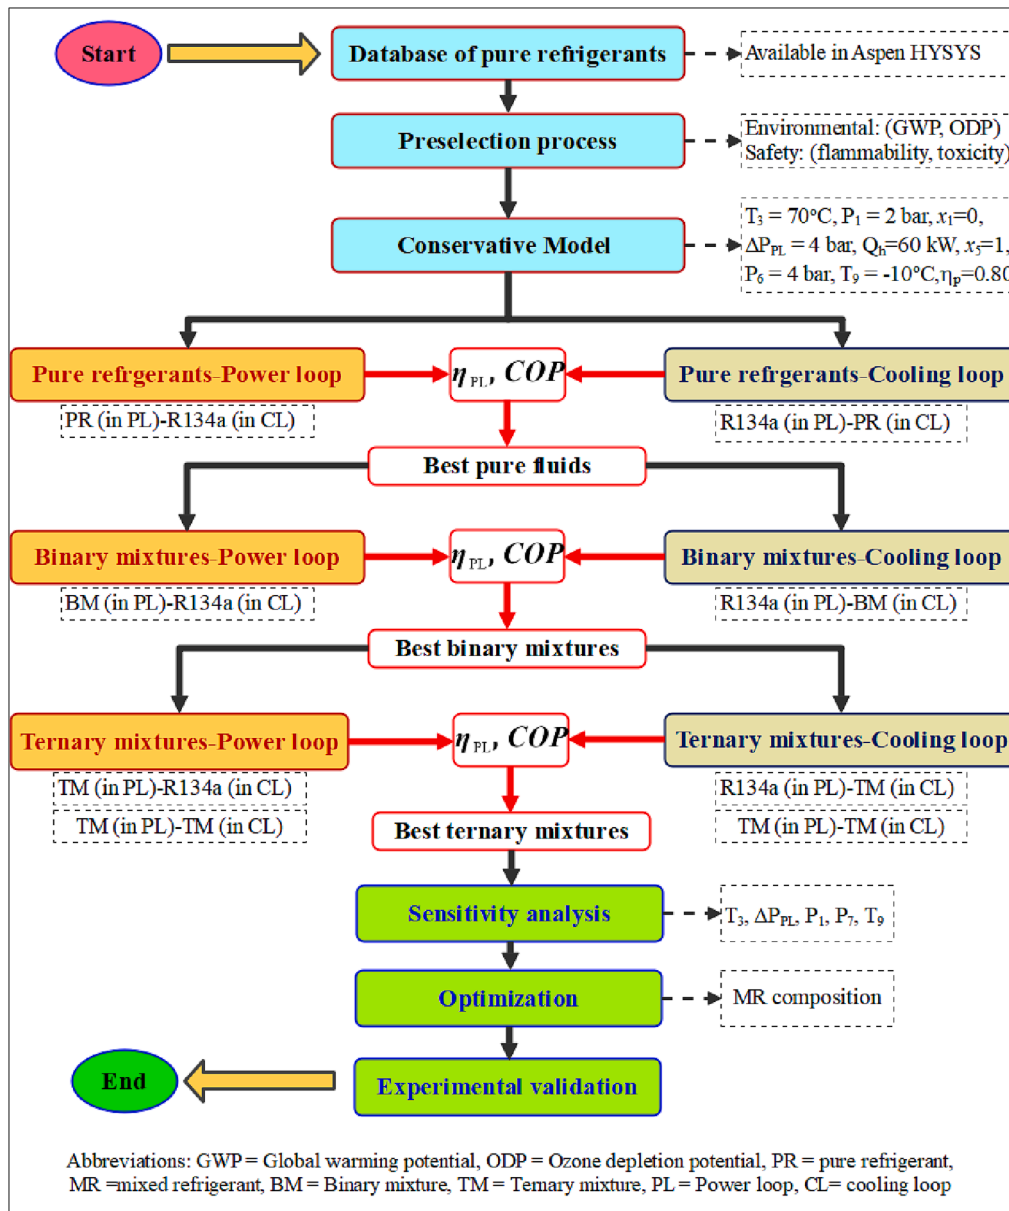 Start
Database of pure refrigerants
Available in Aspen HYSYS
Preselection process
Environmental: (GWP, ODP)
Safety: (flammability, toxicity)
Conservative Model
T₃ = 70°C, P₁ = 2 bar, x₁=0,
ΔP_PL = 4 bar, Qₕ=60 kW, x₅=1,
P₆ = 4 bar, T₉ = -10°C,ηₚ=0.80
Pure refrgerants-Power loop
η PL, COP
Pure refrgerants-Cooling loop
PR (in PL)-R134a (in CL)
R134a (in PL)-PR (in CL)
Best pure fluids
Binary mixtures-Power loop
η PL, COP
Binary mixtures-Cooling loop
BM (in PL)-R134a (in CL)
R134a (in PL)-BM (in CL)
Best binary mixtures
Ternary mixtures-Power loop
η PL, COP
Ternary mixtures-Cooling loop
TM (in PL)-R134a (in CL)
R134a (in PL)-TM (in CL)
TM (in PL)-TM (in CL)
TM (in PL)-TM (in CL)
Best ternary mixtures
Sensitivity analysis
T₃, ΔP_PL, P₁, P₇, T₉
Optimization
MR composition
Experimental validation
End
Abbreviations: GWP = Global warming potential, ODP = Ozone depletion potential, PR = pure refrigerant,
MR =mixed refrigerant, BM = Binary mixture, TM = Ternary mixture, PL = Power loop, CL= cooling loop